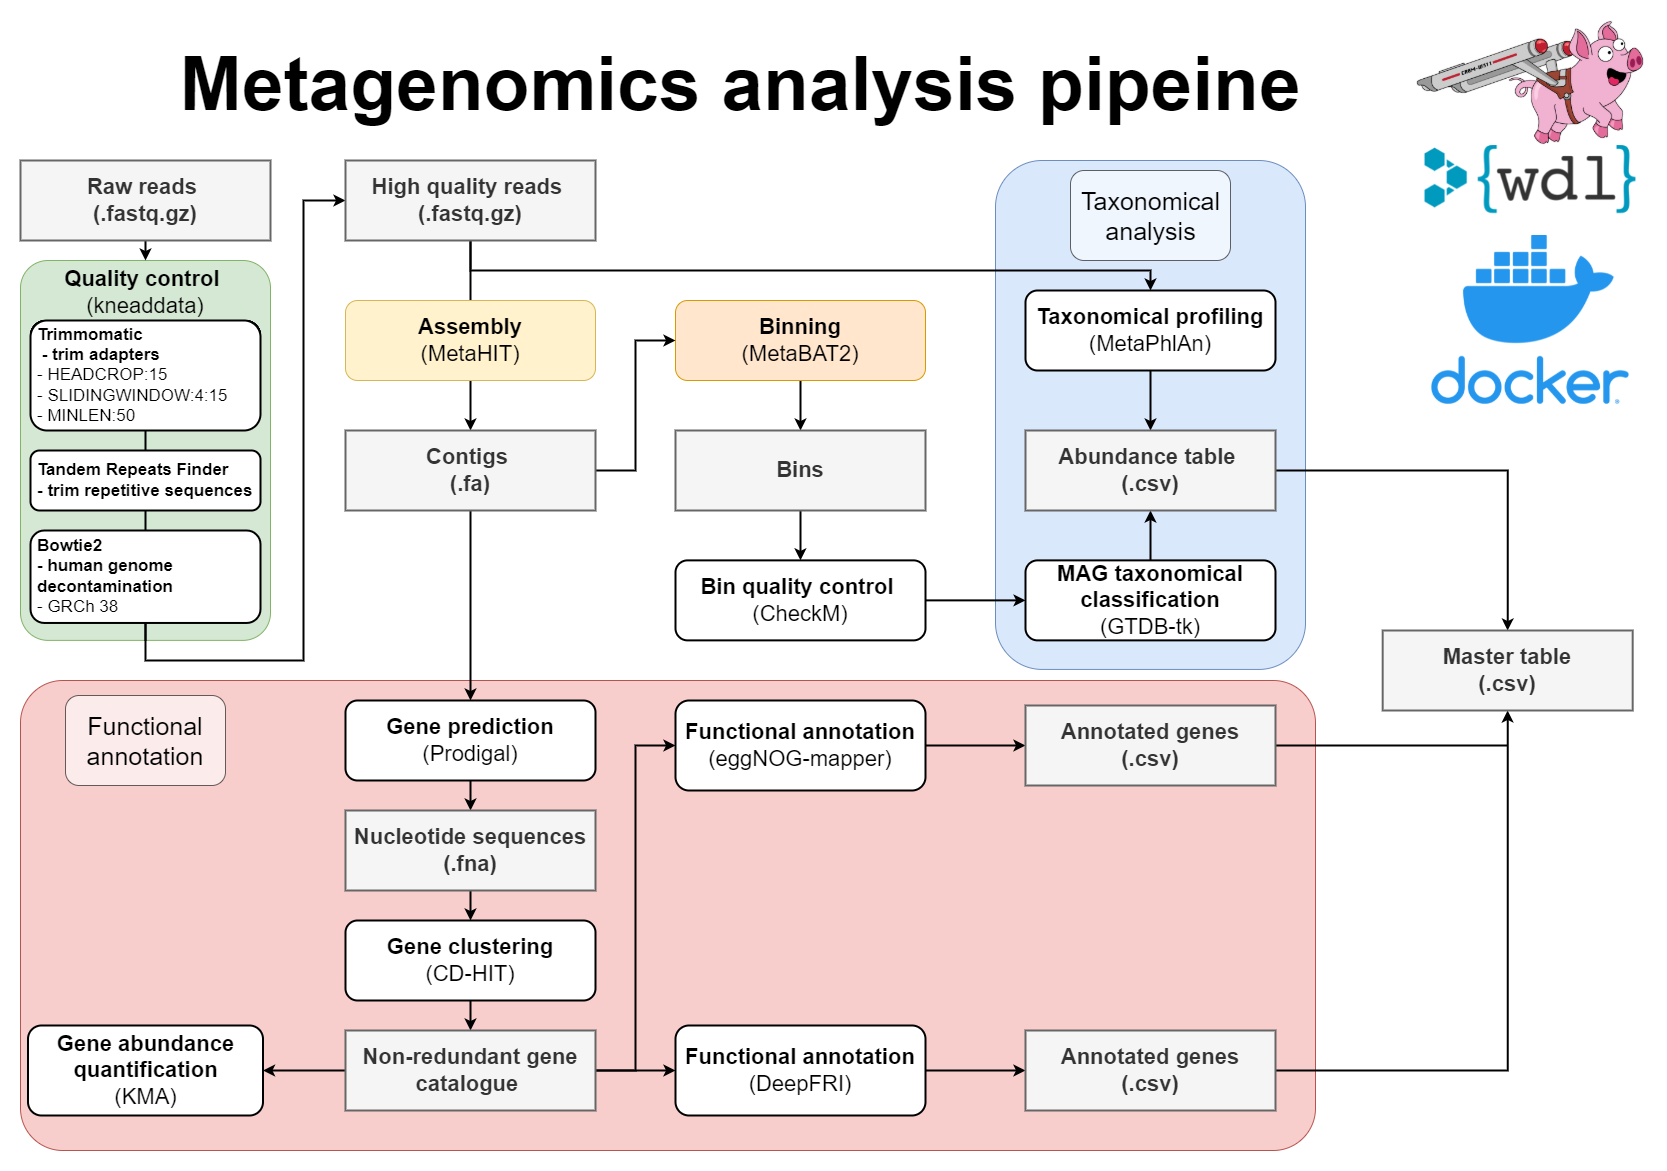 Metagenomics analysis pipeine
Raw reads
(.fastq.gz)
Quality control
(kneaddata)
Trimmomatic
- trim adapters
- HEADCROP:15
- SLIDINGWINDOW:4:15
- MINLEN:50
Tandem Repeats Finder
- trim repetitive sequences
Bowtie2
- human genome
decontamination
- GRCh 38
High quality reads
(.fastq.gz)
Assembly
(MetaHIT)
Contigs
(.fa)
Binning
(MetaBAT2)
Bins
Bin quality control
(CheckM)
Taxonomical
analysis
Taxonomical profiling
(MetaPhlAn)
Abundance table
(.csv)
MAG taxonomical
classification
(GTDB-tk)
{wdl}
docker
Master table
(.csv)
Functional
annotation
Gene prediction
(Prodigal)
Nucleotide sequences
(.fna)
Gene clustering
(CD-HIT)
Non-redundant gene
catalogue
Gene abundance
quantification
(KMA)
Functional annotation
(eggNOG-mapper)
Annotated genes
(.csv)
Functional annotation
(DeepFRI)
Annotated genes
(.csv)